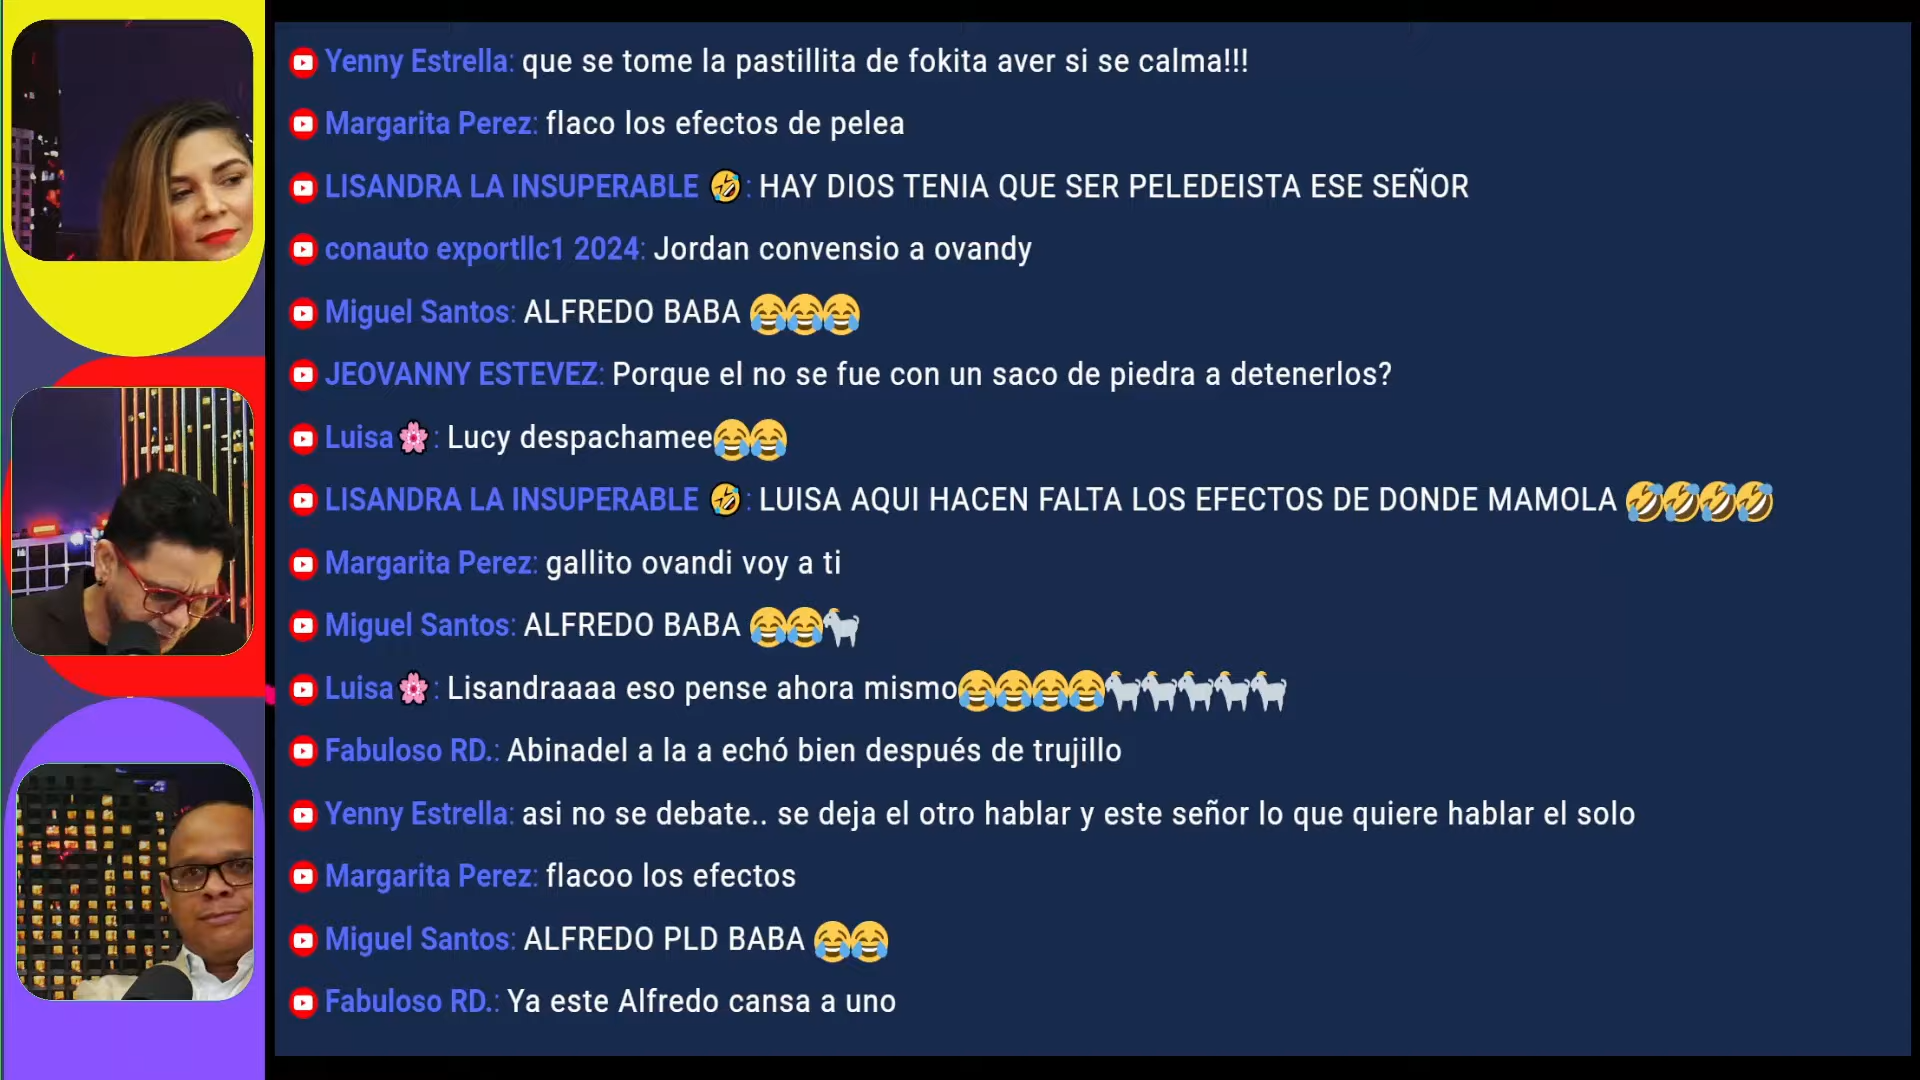 Yenny Estrella: que se tome la pastillita de fokita aver si se calma!!!
Margarita Perez: flaco los efectos de pelea
LISANDRA LA INSUPERABLE 🤣: HAY DIOS TENIA QUE SER PELEDEISTA ESE SEÑOR
conauto exportllc1 2024: Jordan convensio a ovandy
Miguel Santos: ALFREDO BABA 😂😂😂
JEOVANNY ESTEVEZ: Porque el no se fue con un saco de piedra a detenerlos?
Luisa🌸: Lucy despachamee😂😂
LISANDRA LA INSUPERABLE 🤣: LUISA AQUI HACEN FALTA LOS EFECTOS DE DONDE MAMOLA 🤣🤣🤣🤣
Margarita Perez: gallito ovandi voy a ti
Miguel Santos: ALFREDO BABA 😂😂🐐
Luisa🌸: Lisandraaaa eso pense ahora mismo😂😂😂😂🐐🐐🐐🐐🐐
Fabuloso RD.: Abinadel a la a echó bien después de trujillo
Yenny Estrella: asi no se debate.. se deja el otro hablar y este señor lo que quiere hablar el solo
Margarita Perez: flacoo los efectos
Miguel Santos: ALFREDO PLD BABA 😂😂
Fabuloso RD.: Ya este Alfredo cansa a uno